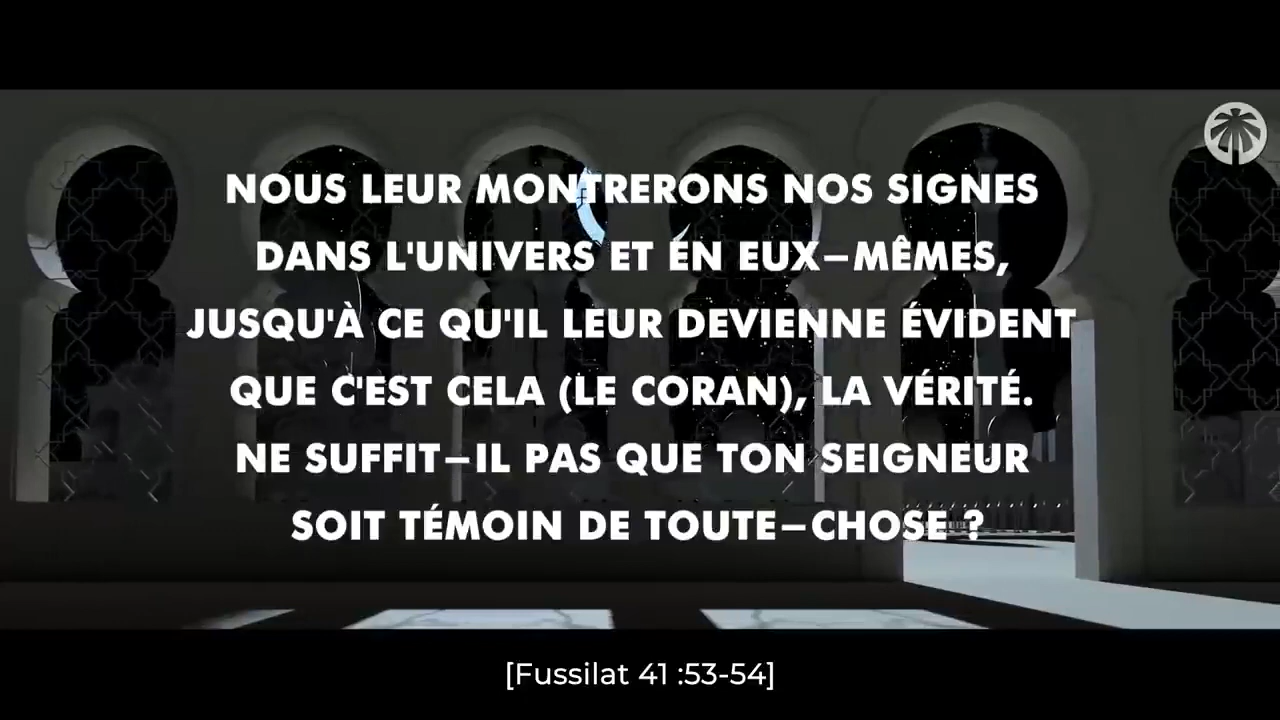 NOUS LEUR MONTRERONS NOS SIGNES
DANS L'UNIVERS ET EN EUX–MÊMES,
JUSQU'À CE QU'IL LEUR DEVIENNE ÉVIDENT
QUE C'EST CELA (LE CORAN), LA VÉRITÉ.
NE SUFFIT–IL PAS QUE TON SEIGNEUR
SOIT TÉMOIN DE TOUTE–CHOSE ?
[Fussilat 41 :53-54]